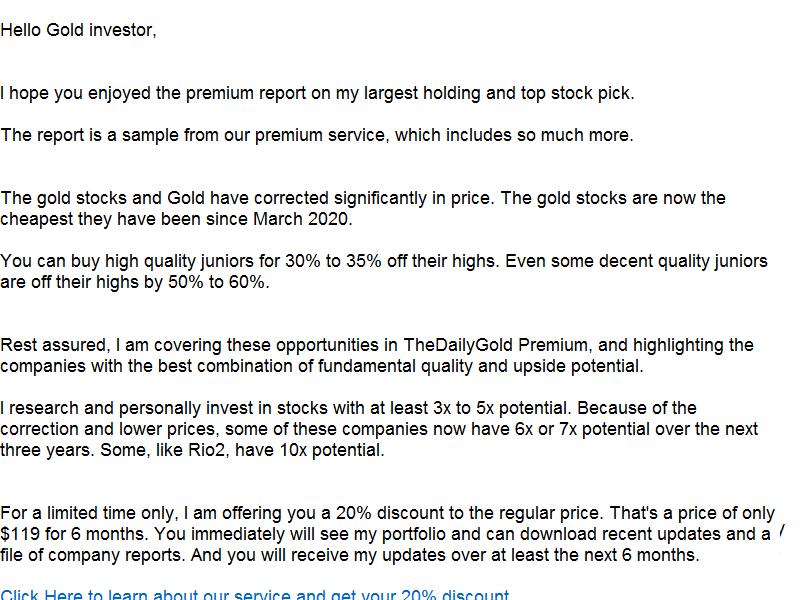 Hello Gold investor,
I hope you enjoyed the premium report on my largest holding and top stock pick.
The report is a sample from our premium service, which includes so much more.
The gold stocks and Gold have corrected significantly in price. The gold stocks are now the
cheapest they have been since March 2020.
You can buy high quality juniors for 30% to 35% off their highs. Even some decent quality juniors
are off their highs by 50% to 60%.
Rest assured, I am covering these opportunities in TheDailyGold Premium, and highlighting the
companies with the best combination of fundamental quality and upside potential.
I research and personally invest in stocks with at least 3x to 5x potential. Because of the
correction and lower prices, some of these companies now have 6x or 7x potential over the next
three years. Some, like Rio2, have 10x potential.
For a limited time only, I am offering you a 20% discount to the regular price. That's a price of only
$119 for 6 months. You immediately will see my portfolio and can download recent updates and a /
file of company reports. And you will receive my updates over at least the next 6 months.
Click Here to learn about our service and get your 20% discount